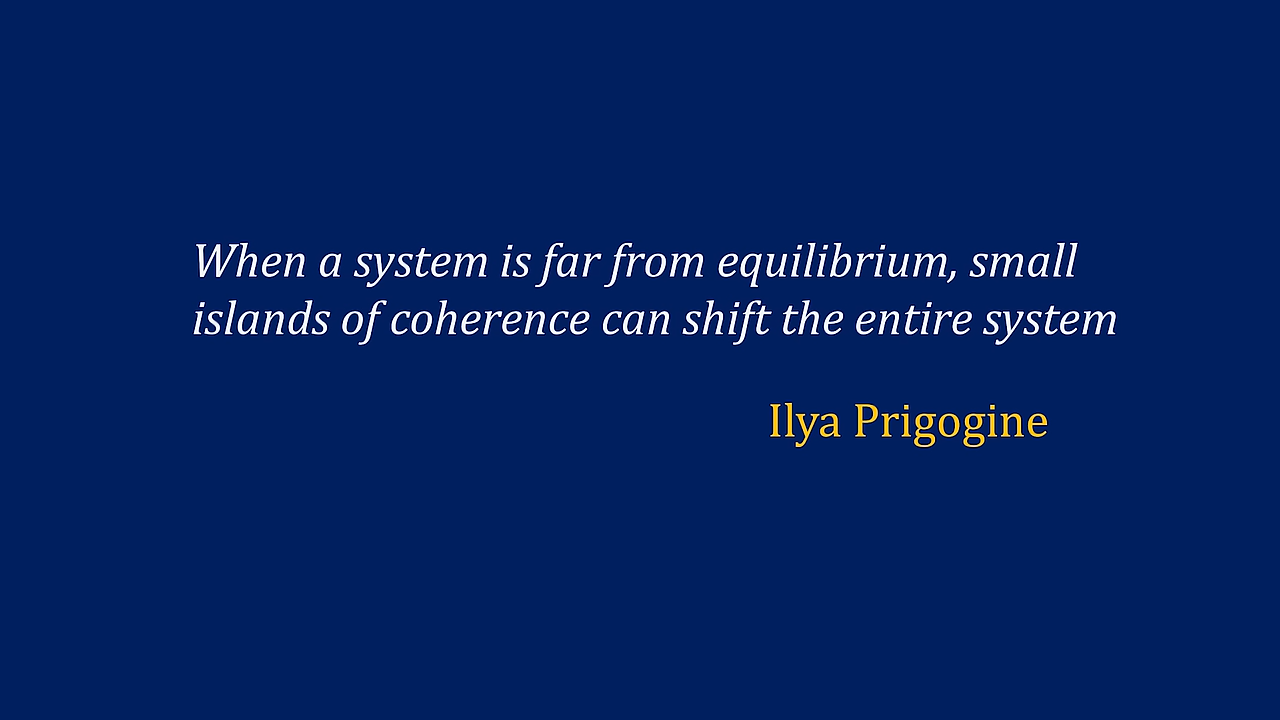 When a system is far from equilibrium, small
islands of coherence can shift the entire system
Ilya Prigogine